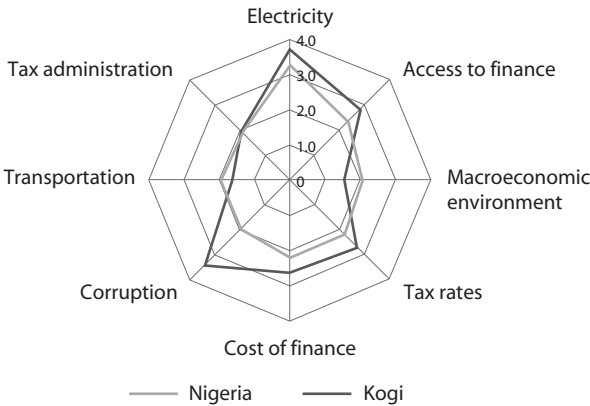 Electricity
4.0
Tax administration
Access to finance
3.0
2.0
1.0
Transportation
0
Macroeconomic
environment
Corruption
Tax rates
Cost of finance
Nigeria
Kogi